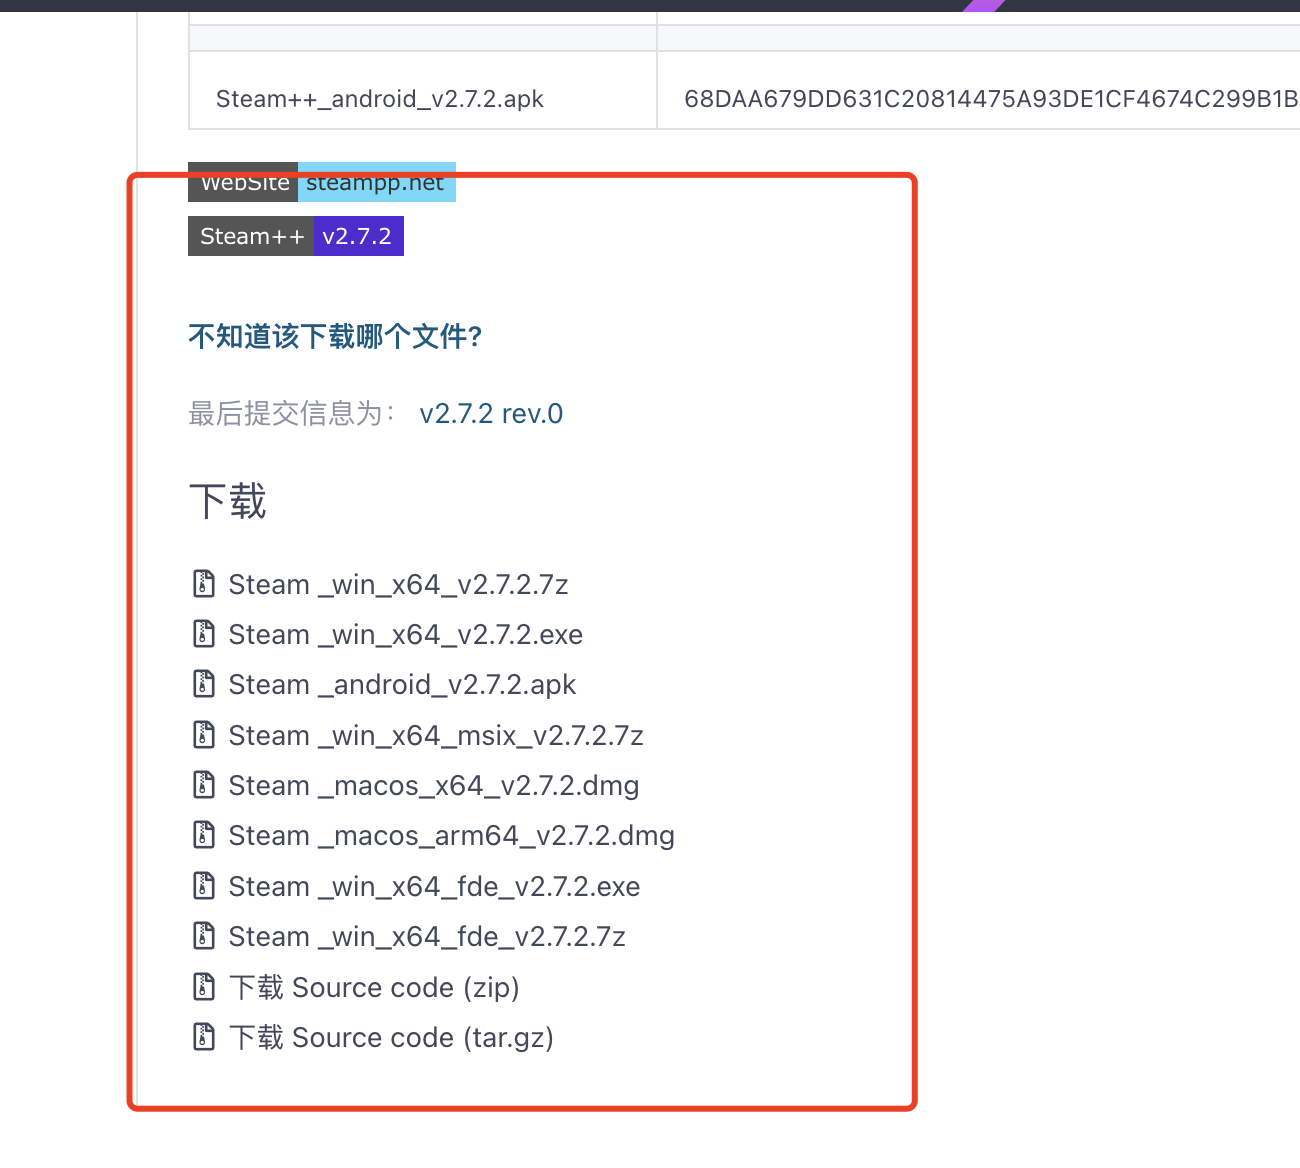 Steam++_android_v2.7.2.apk 68DAA679DD631C20814475A93DE1CF4674C299B1B
WebSite steampp.net
Steam++ v2.7.2
不知道该下载哪个文件?
最后提交信息为： v2.7.2 rev.0
下载
Steam _win_x64_v2.7.2.7z
Steam _win_x64_v2.7.2.exe
Steam _android_v2.7.2.apk
Steam _win_x64_msix_v2.7.2.7z
Steam _macos_x64_v2.7.2.dmg
Steam _macos_arm64_v2.7.2.dmg
Steam _win_x64_fde_v2.7.2.exe
Steam _win_x64_fde_v2.7.2.7z
下载 Source code (zip)
下载 Source code (tar.gz)